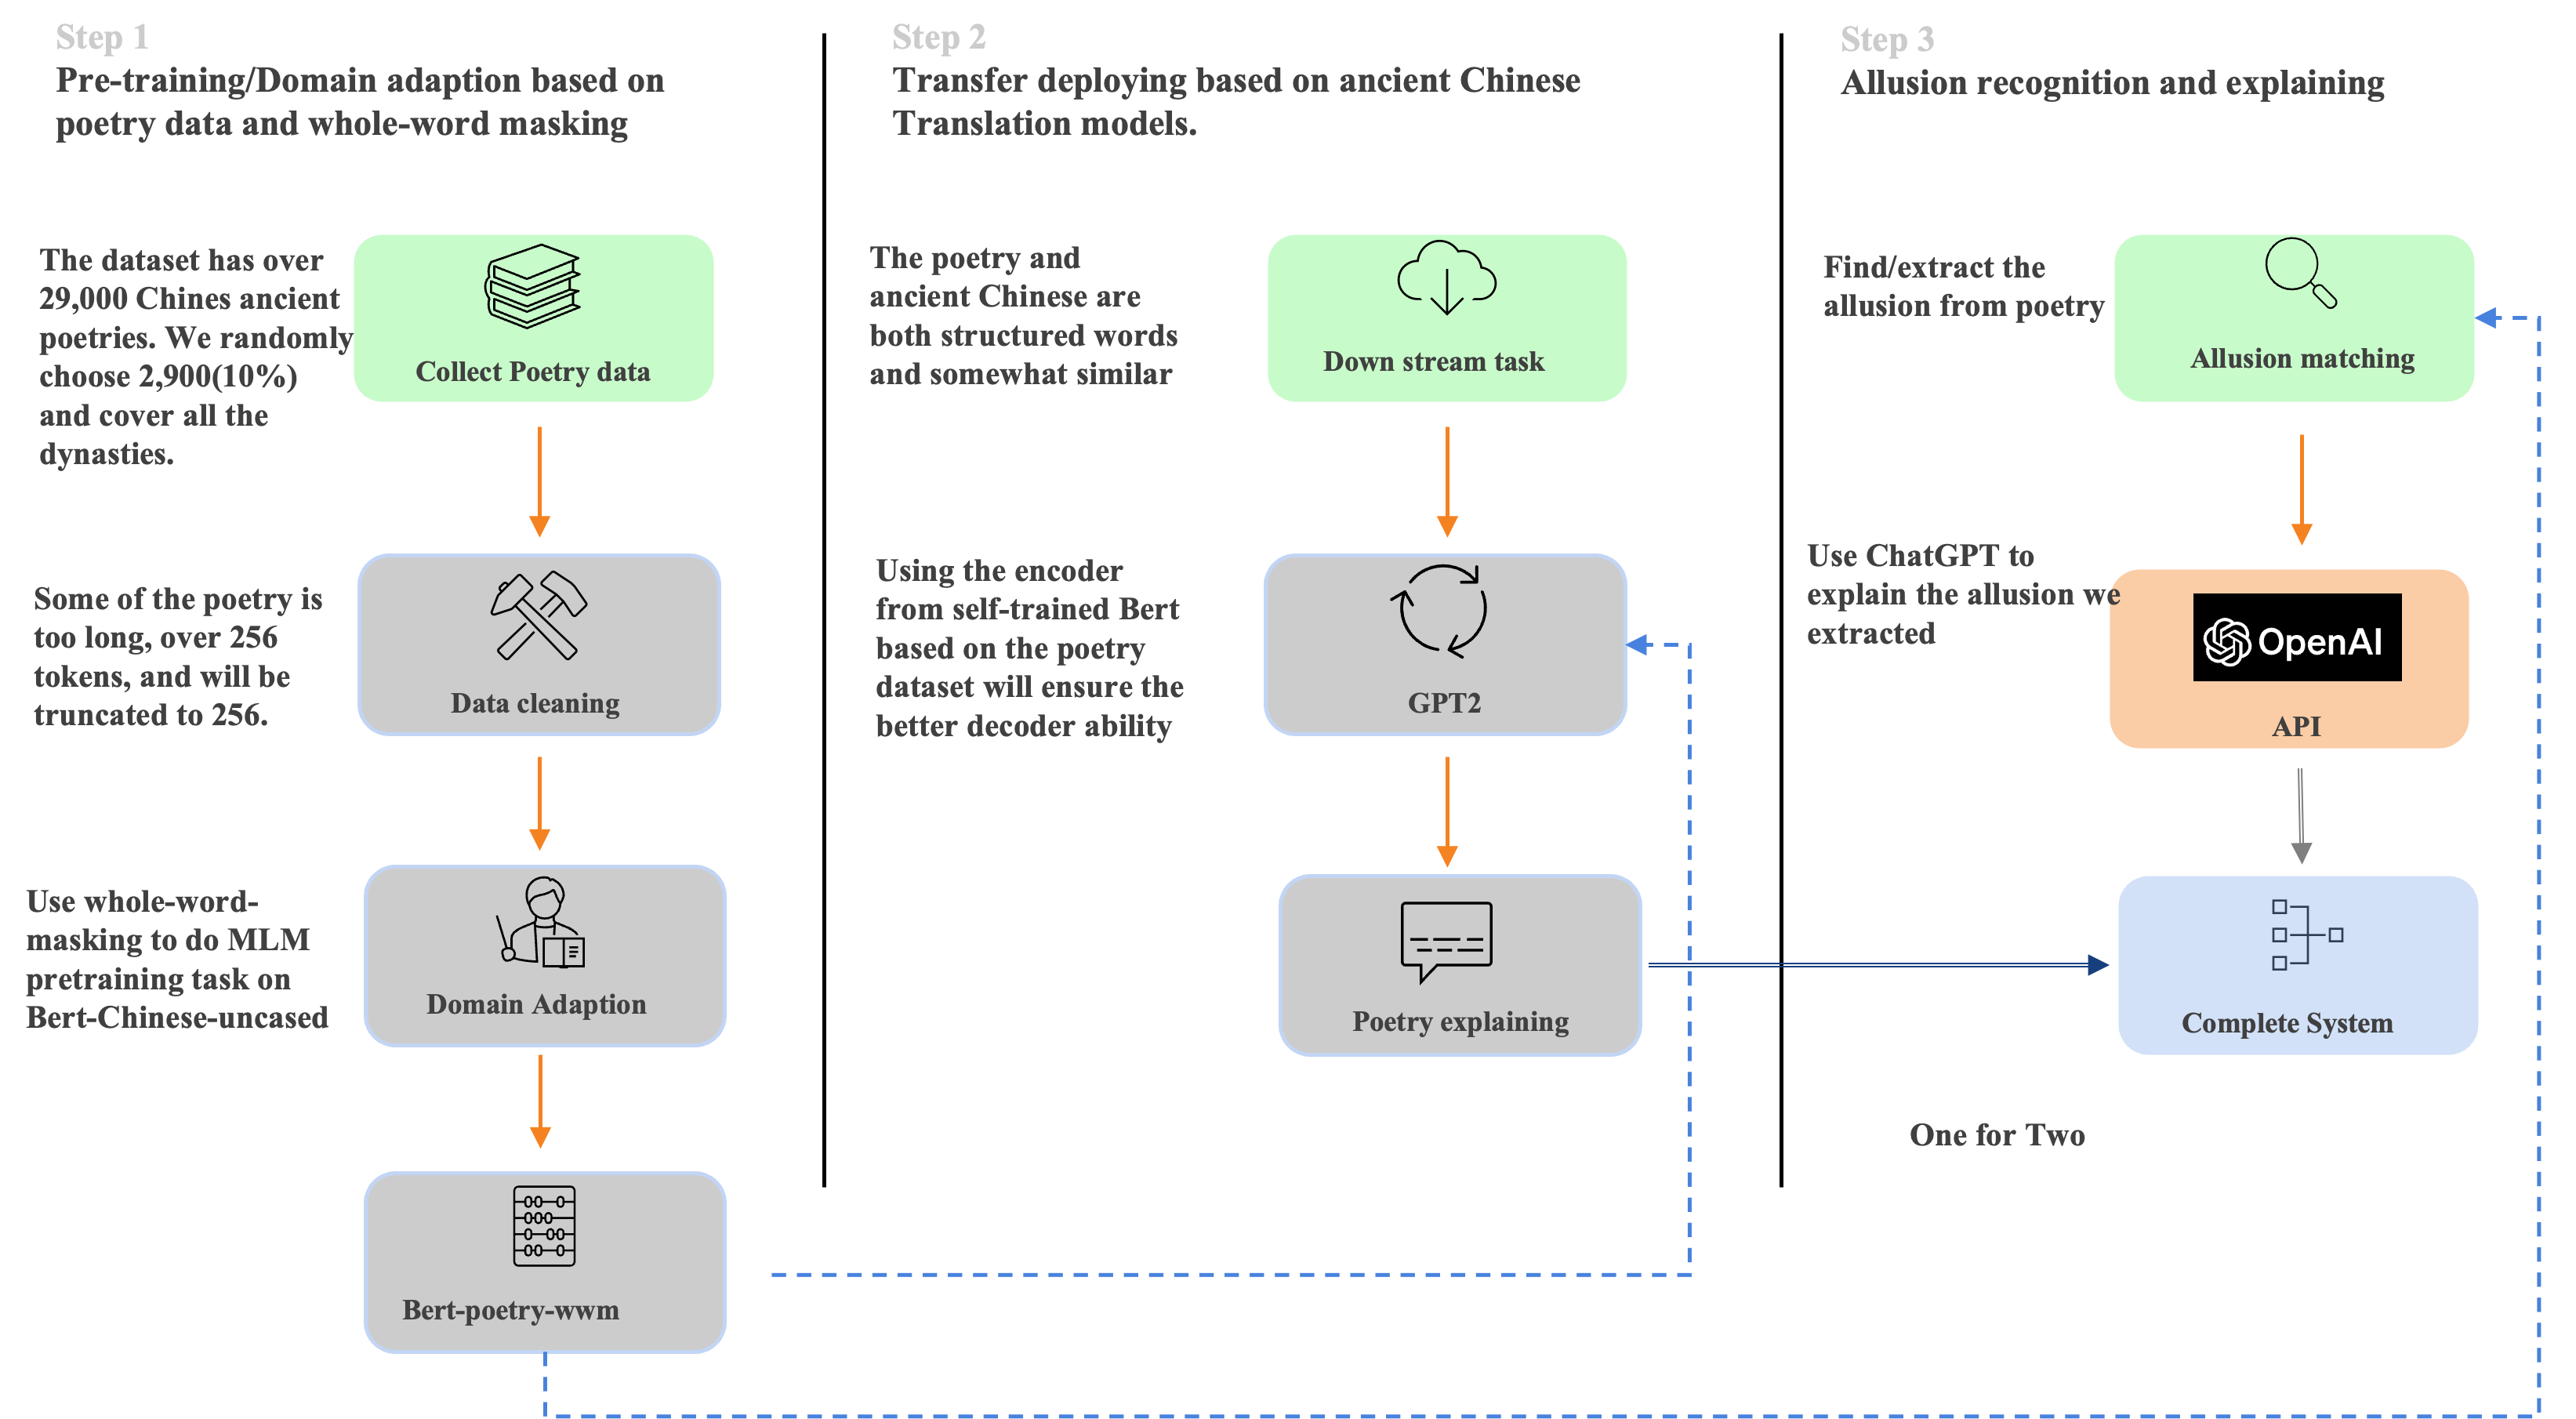 Step 1
Pre-training/Domain adaption based on
poetry data and whole-word masking
The dataset has over
29,000 Chines ancient
poetries. We randomly
choose 2,900(10%)
and cover all the
dynasties.
Collect Poetry data
Some of the poetry is
too long, over 256
tokens, and will be
truncated to 256.
Data cleaning
Use whole-word-
masking to do MLM
pretraining task on
Bert-Chinese-uncased
Domain Adaption
Bert-poetry-wwm
Step 2
Transfer deploying based on ancient Chinese
Translation models.
The poetry and
ancient Chinese are
both structured words
and somewhat similar
Down stream task
Using the encoder
from self-trained Bert
based on the poetry
dataset will ensure the
better decoder ability
GPT2
Poetry explaining
Step 3
Allusion recognition and explaining
Find/extract the
allusion from poetry
Allusion matching
Use ChatGPT to
explain the allusion we
extracted
OpenAI
API
Complete System
One for Two